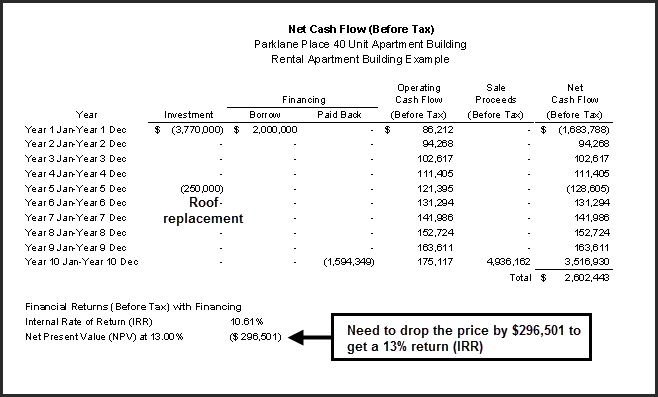 Net Cash Flow (Before Tax)
Parklane Place 40 Unit Apartment Building
Rental Apartment Building Example
Operating Sale Net
Financing Cash Flow Proceeds Cash Flow
Year Investment Borrow Paid Back (Before Tax) (Before Tax) (Before Tax)
Year 1 Jan-Year 1 Dec $ (3,770,000) $ 2,000,000 - $ 86,212 - $ (1,683,788)
Year 2 Jan-Year 2 Dec - - - 94,268 - 94,268
Year 3 Jan-Year 3 Dec - - - 102,617 - 102,617
Year 4 Jan-Year 4 Dec - - - 111,405 - 111,405
Year 5 Jan-Year 5 Dec (250,000) - - 121,395 - (128,605)
Year 6 Jan-Year 6 Dec Roof- - - 131,294 - 131,294
Year 7 Jan-Year 7 Dec replacement - - 141,986 - 141,986
Year 8 Jan-Year 8 Dec - - - 152,724 - 152,724
Year 9 Jan-Year 9 Dec - - - 163,611 - 163,611
Year 10 Jan-Year 10 Dec - - (1,594,349) 175,117 4,936,162 3,516,930
Total $ 2,602,443
Financial Returns (Before Tax) with Financing
Internal Rate of Return (IRR) 10.61%
Net Present Value (NPV) at 13.00% ($ 296,501)
Need to drop the price by $296,501 to
get a 13% return (IRR)